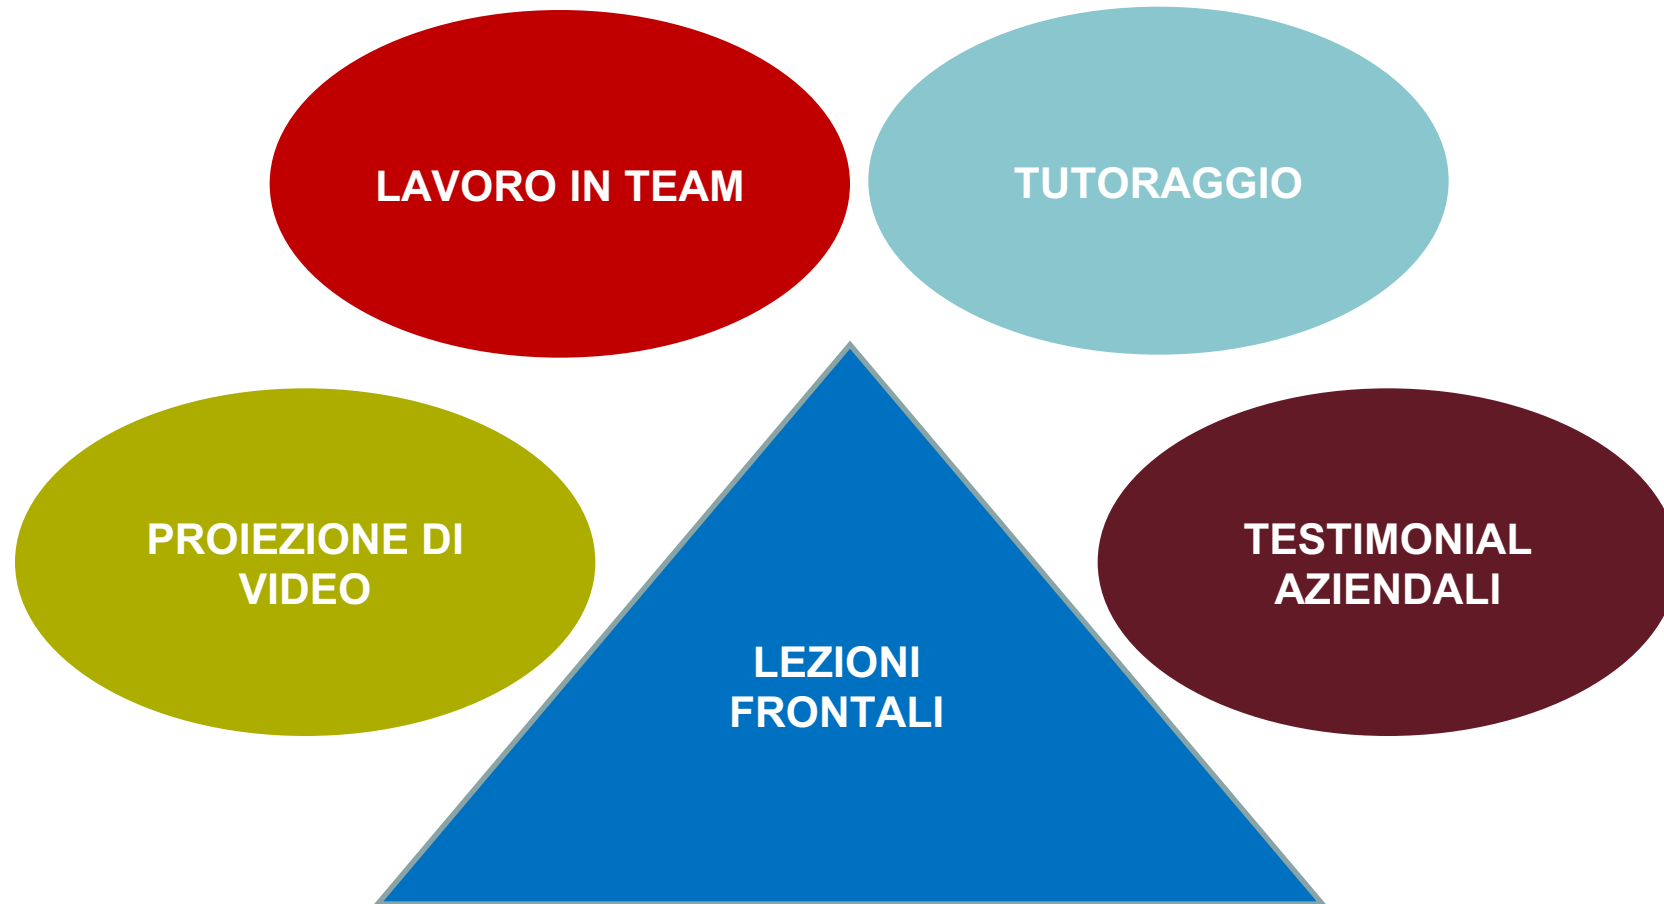 LAVORO IN TEAM
TUTORAGGIO
PROIEZIONE DI
VIDEO
TESTIMONIAL
AZIENDALI
LEZIONI
FRONTALI